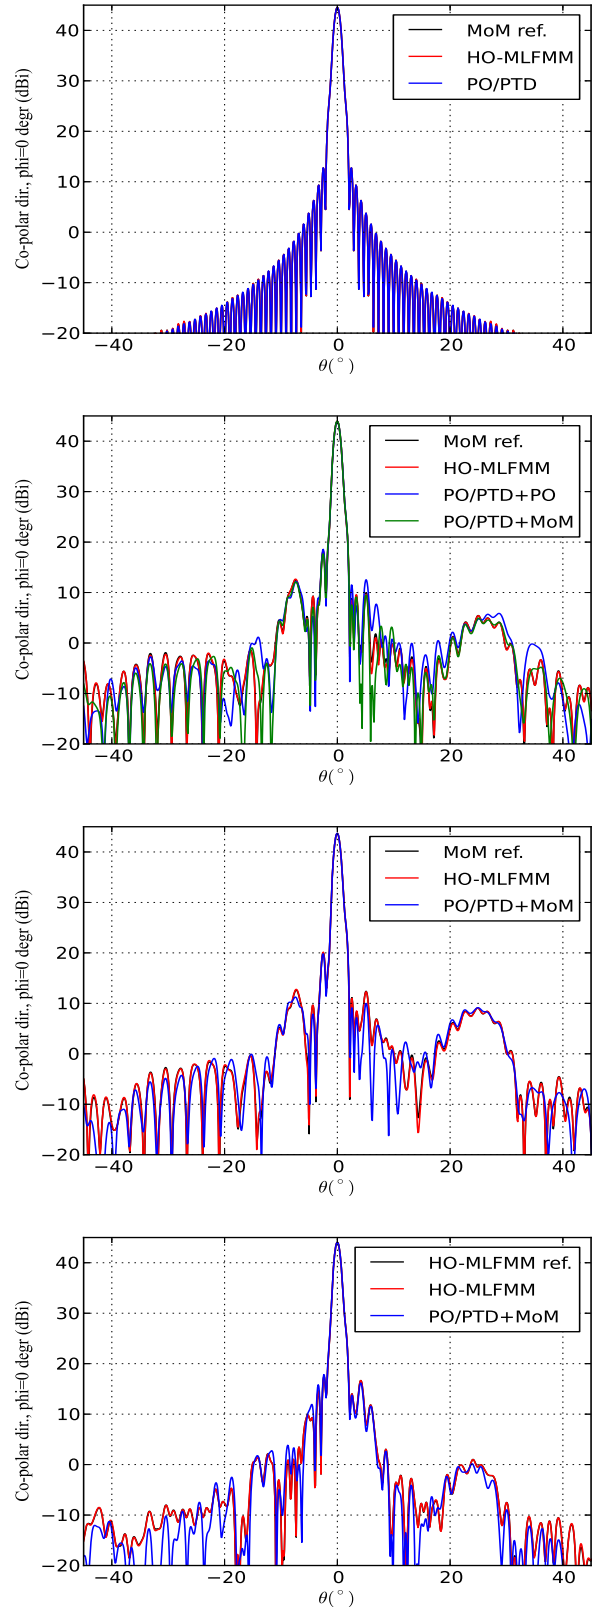 40
30
20
10
0
−10
−20
Co-polar dir., phi=0 degr (dBi)
MoM ref.
HO-MLFMM
PO/PTD
−40 −20 0 20 40
θ(°)
40
30
20
10
0
−10
−20
Co-polar dir., phi=0 degr (dBi)
MoM ref.
HO-MLFMM
PO/PTD+PO
PO/PTD+MoM
−40 −20 0 20 40
θ(°)
40
30
20
10
0
−10
−20
Co-polar dir., phi=0 degr (dBi)
MoM ref.
HO-MLFMM
PO/PTD+MoM
−40 −20 0 20 40
θ(°)
40
30
20
10
0
−10
−20
Co-polar dir., phi=0 degr (dBi)
HO-MLFMM ref.
HO-MLFMM
PO/PTD+MoM
−40 −20 0 20 40
θ(°)